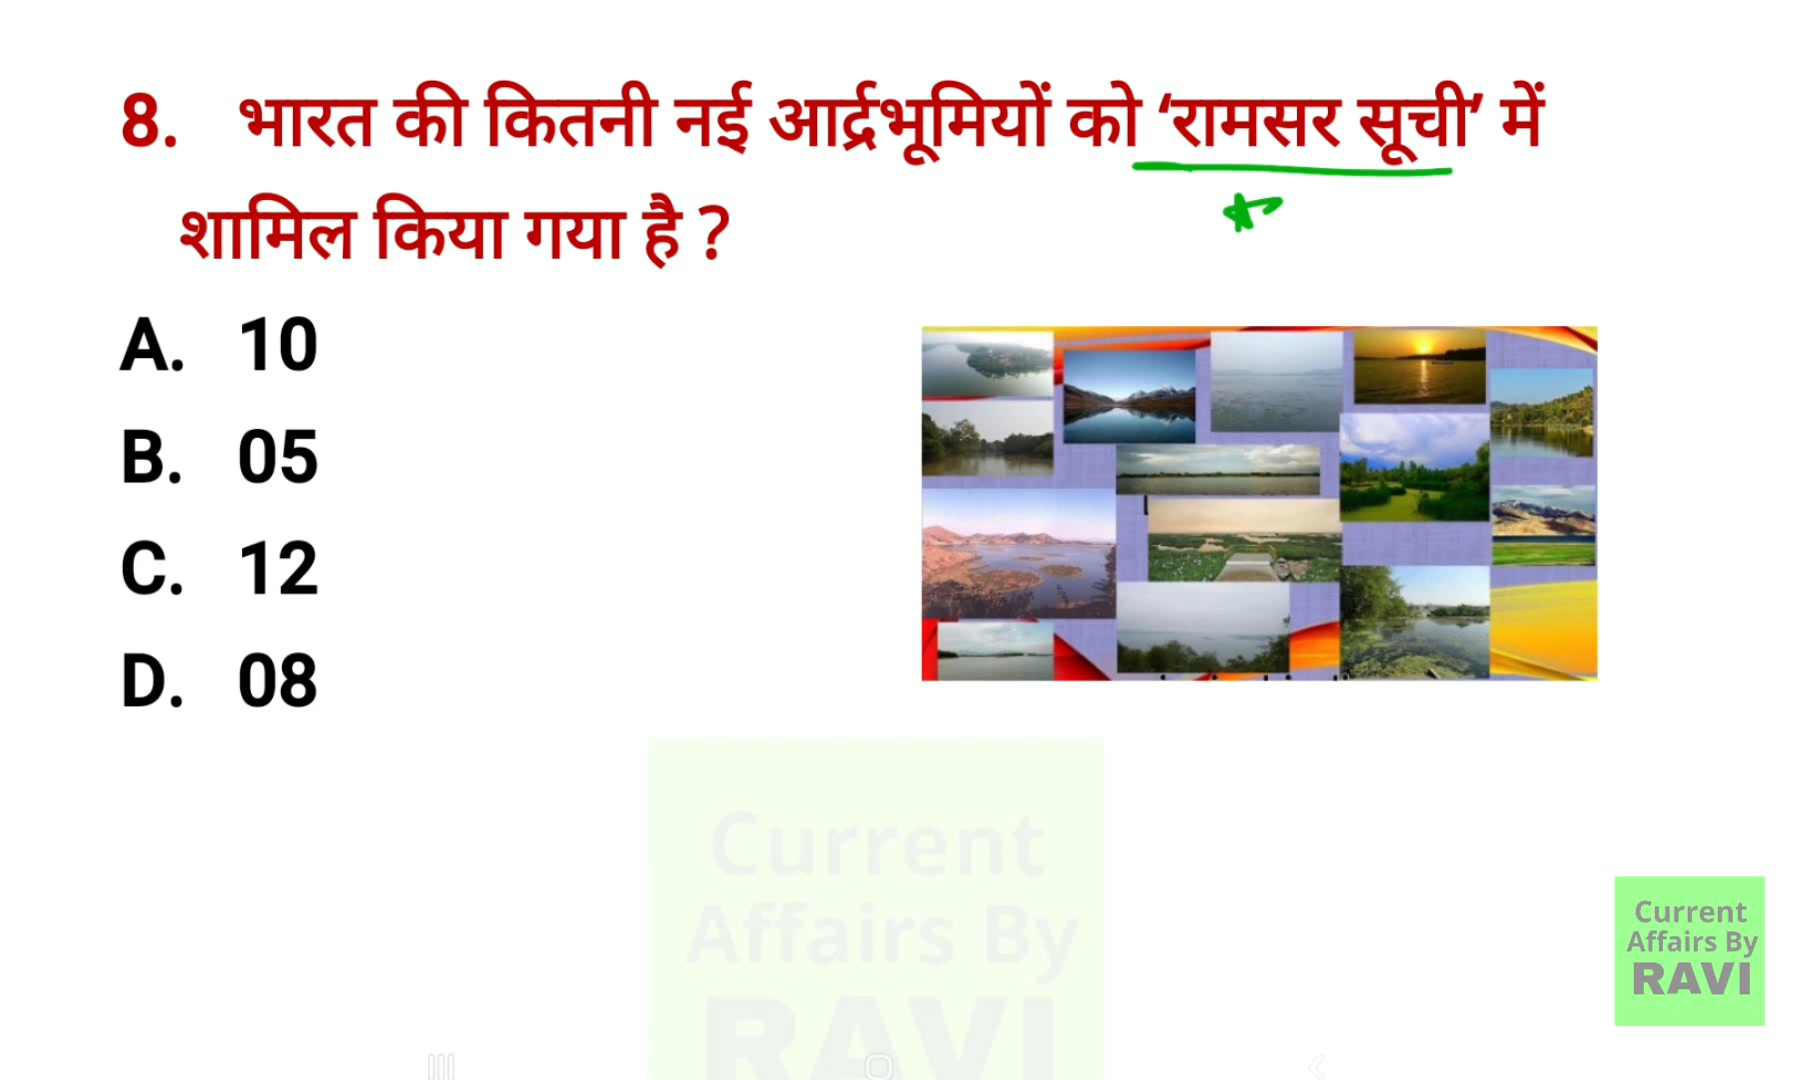 8. भारत की कितनी नई आर्द्रभूमियों को ‘रामसर सूची’ में
शामिल किया गया है ?
A. 10
B. 05
C. 12
D. 08
Current
Affairs By
RAVI
Current
Affairs By
RAVI